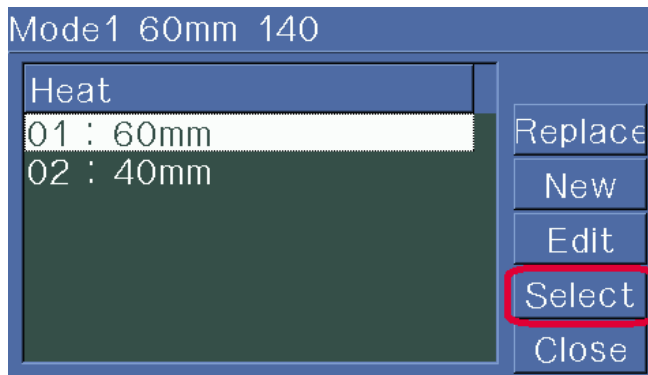 Mode1 60mm 140
Heat
01 : 60mm
02 : 40mm
Replace
New
Edit
Select
Close